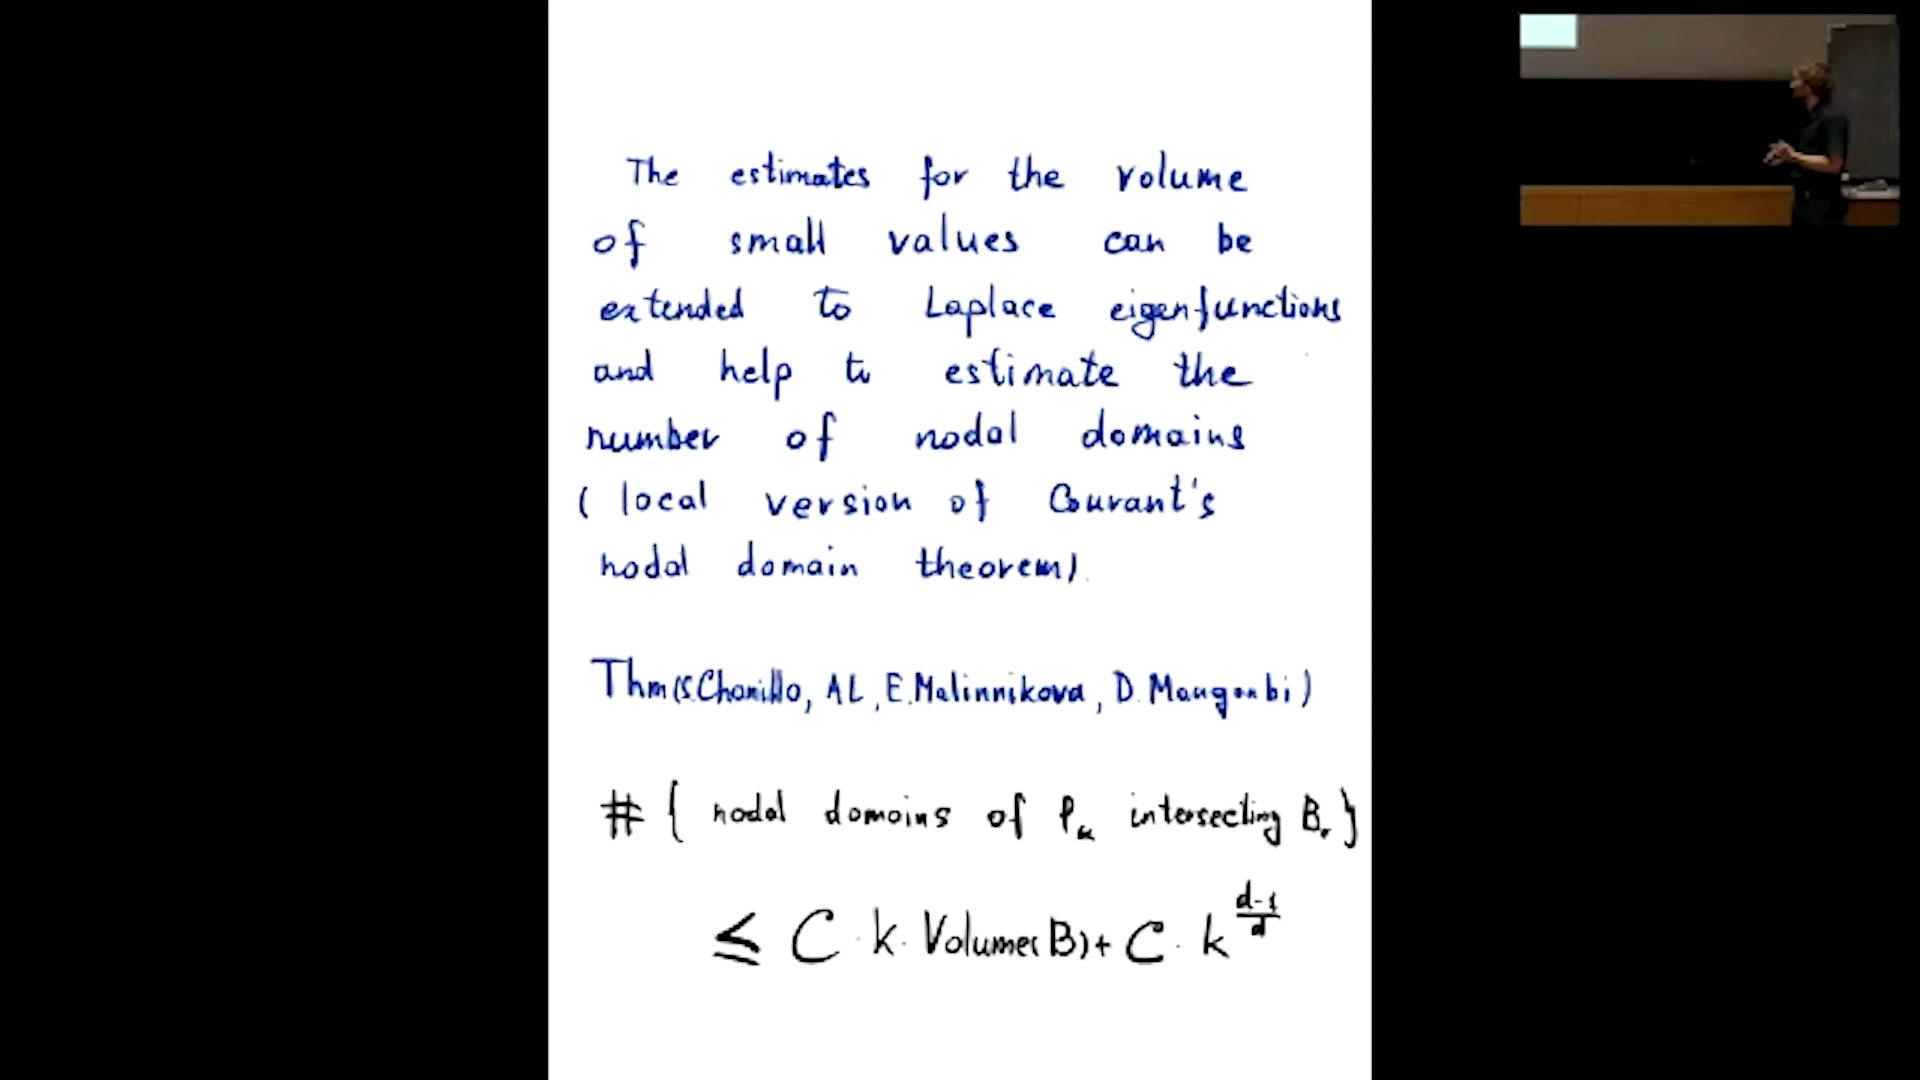 The estimates for the volume
of small values can be
extended to Laplace eigenfunctions
and help to estimate the
number of nodal domains
( local version of Courant's
nodal domain theorem)
Thm(S.Chanillo, AL, E.Malinnikova, D. Mangoubi)
# { nodal domains of φ_k intersecting B_r }
≤ C · k · Volume(B) + C · k^{\frac{d-1}{d}}